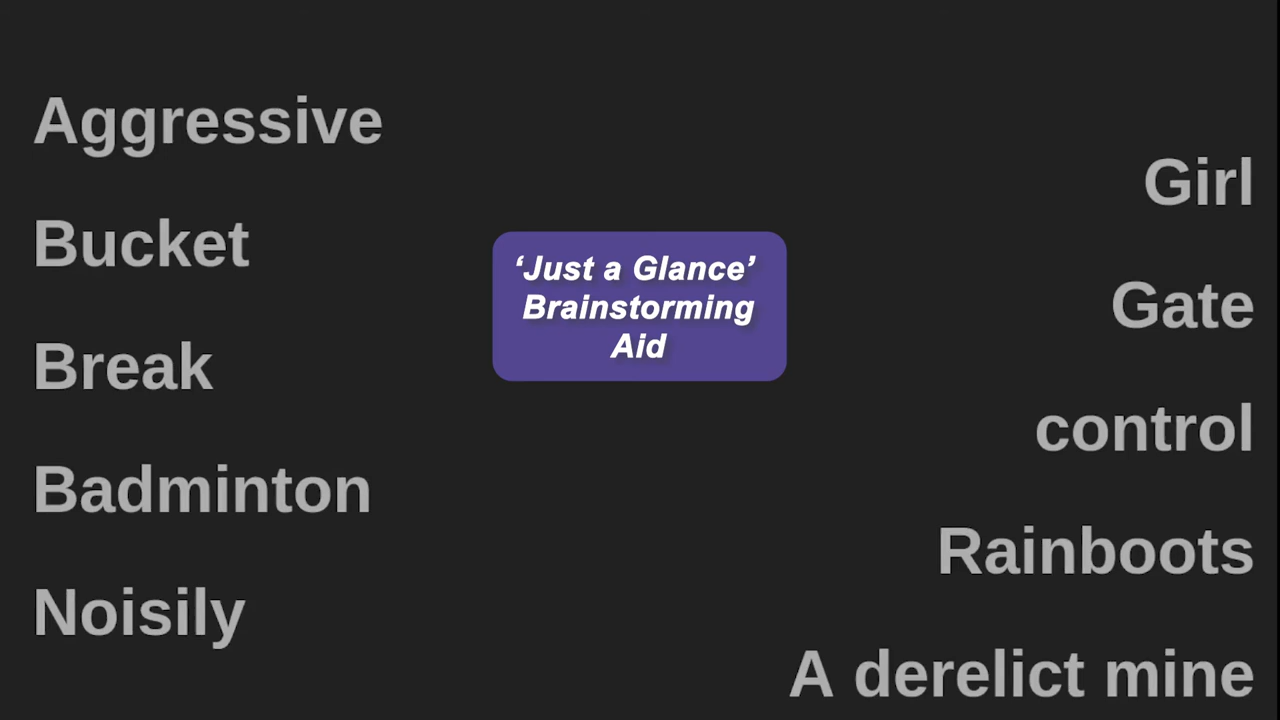 Aggressive
Girl
Bucket
‘Just a Glance’
Brainstorming
Aid
Gate
Break
control
Badminton
Rainboots
Noisily
A derelict mine